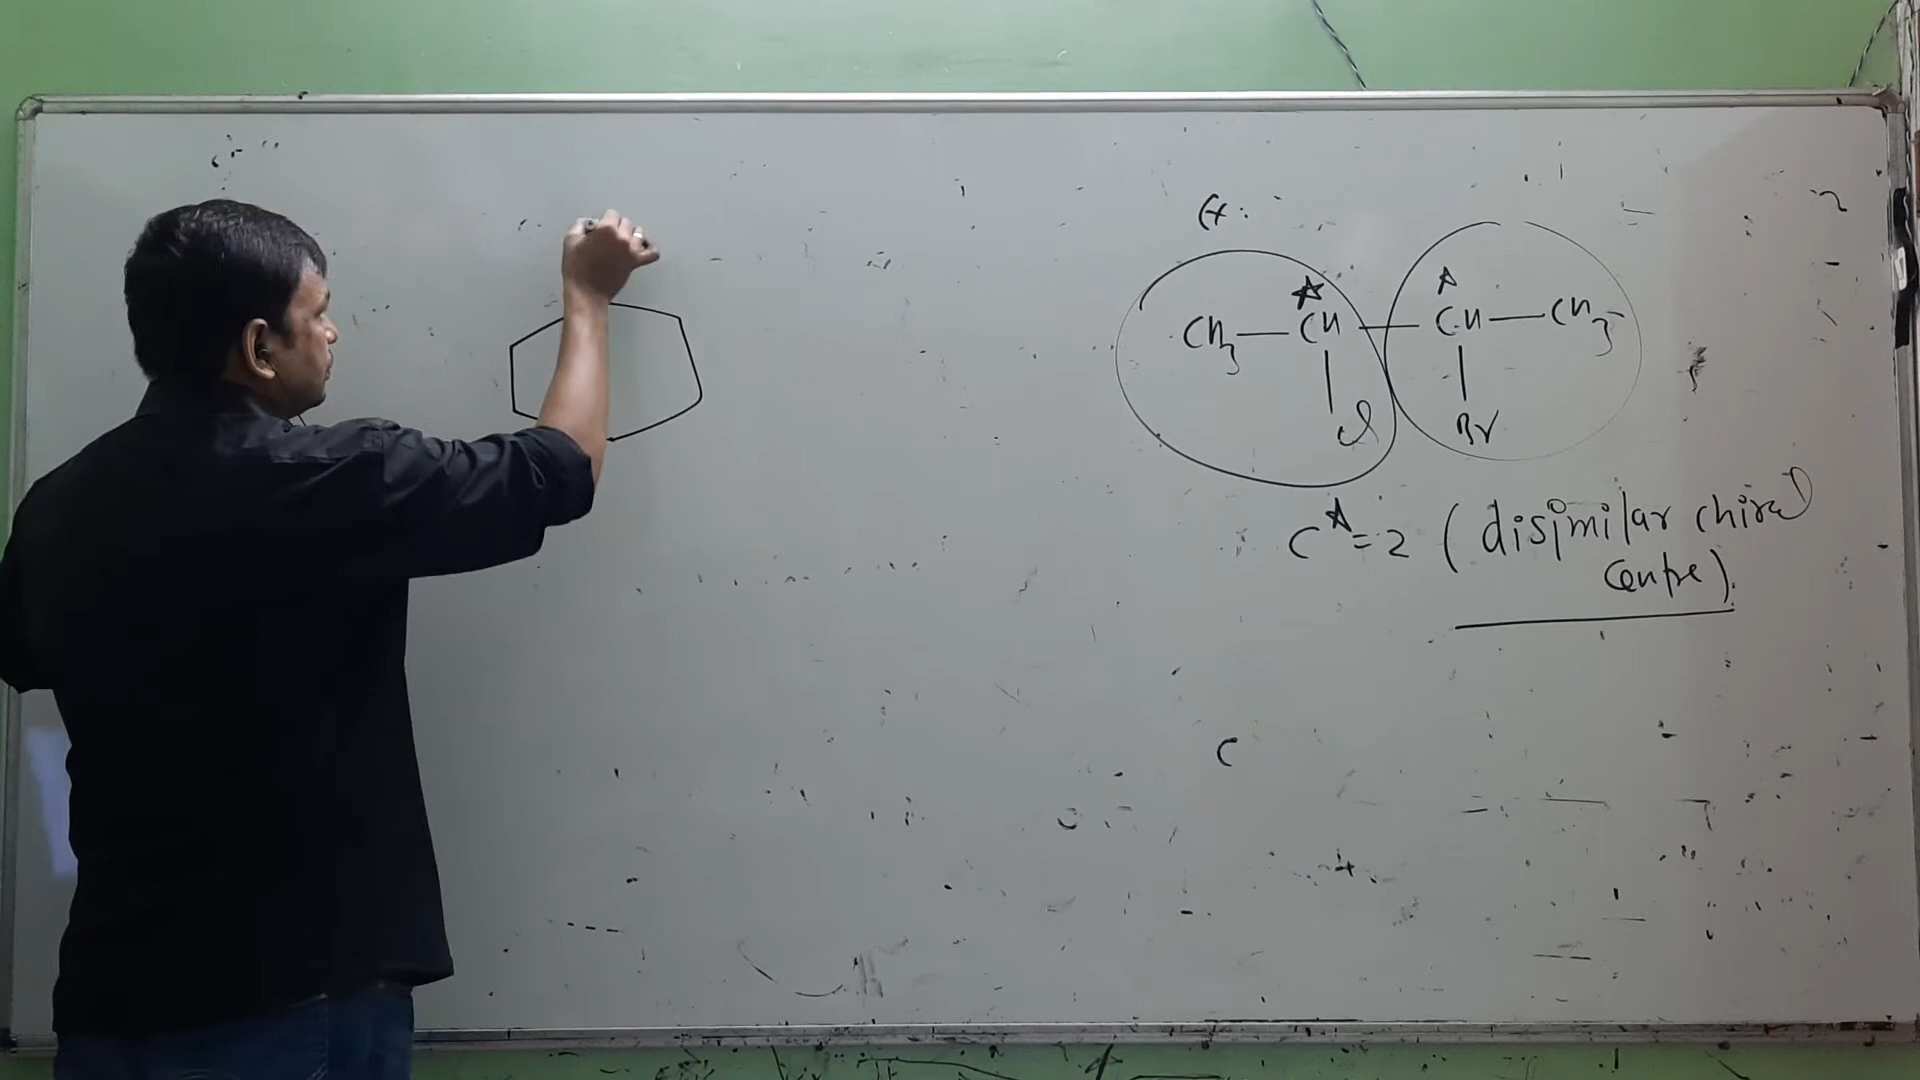 Ex:
CH3 — CH — CH — CH3
Cl Br
C* = 2 (disimilar chiral
centre).
C